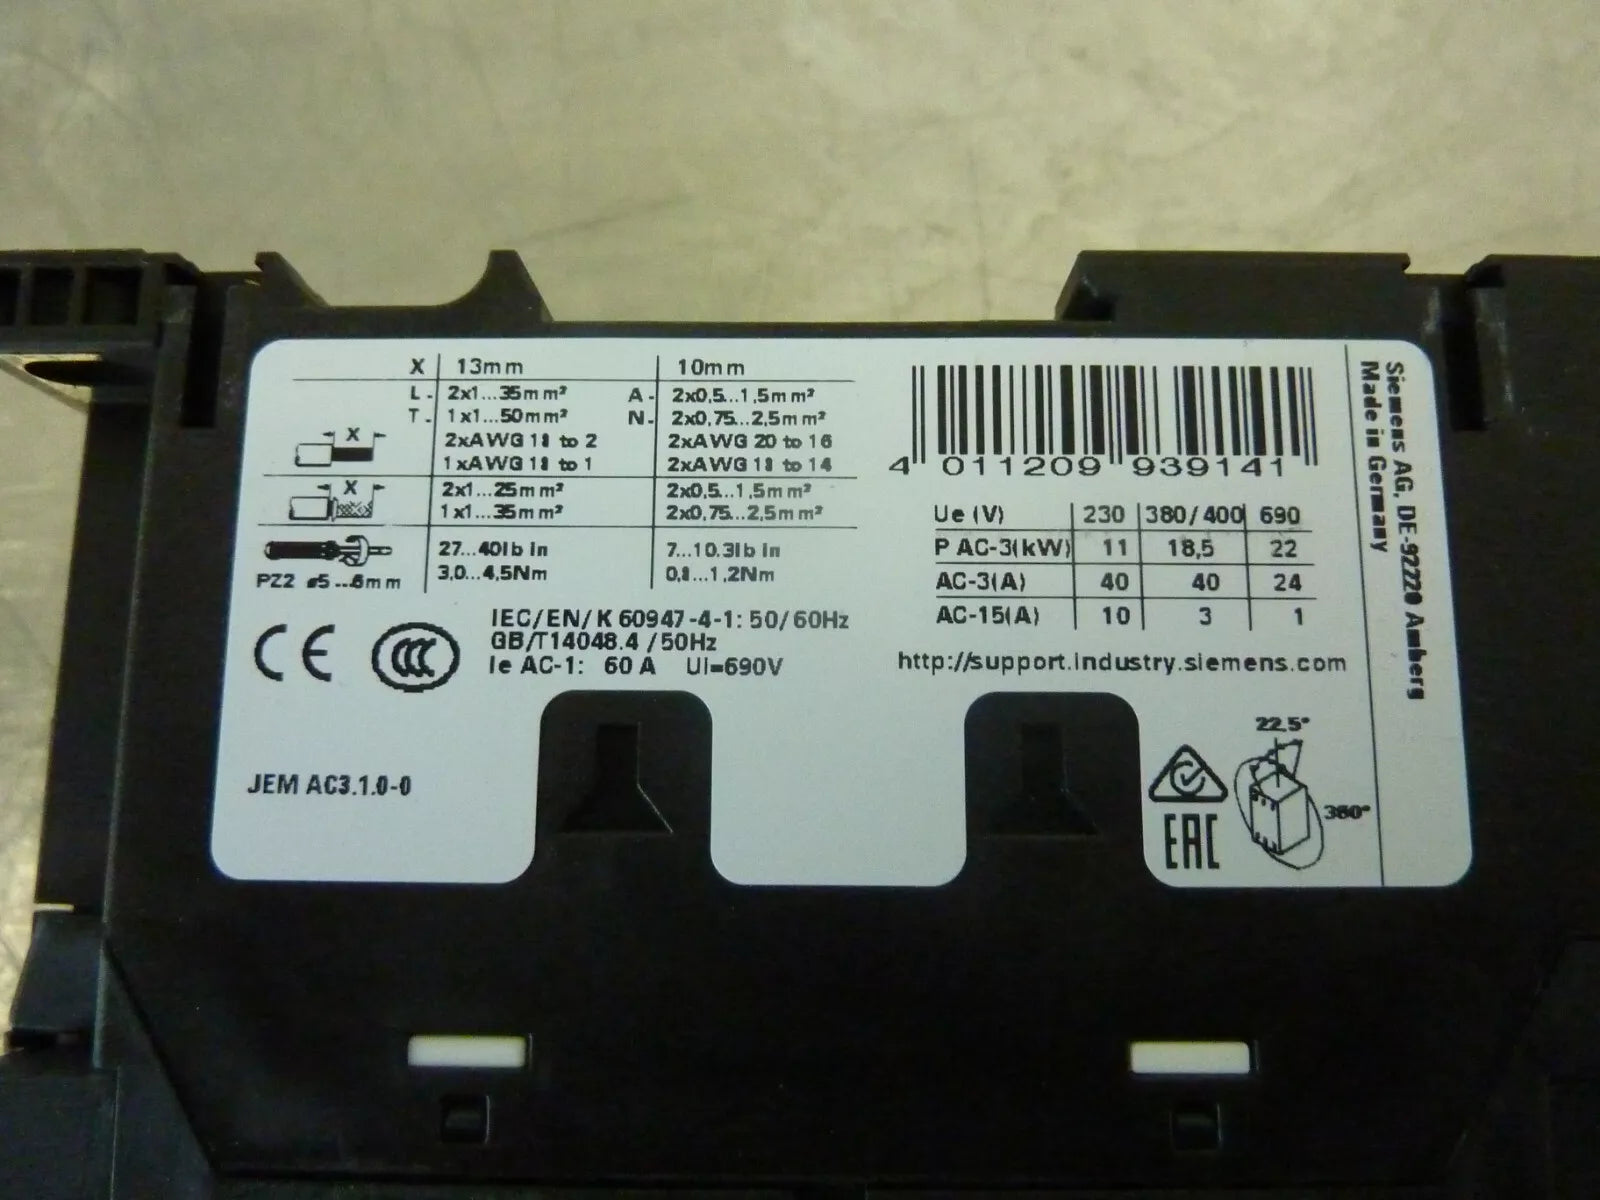 X 13mm 10mm
L- 2x1...35mm² A- 2x0,5...1,5mm²
T- 1x1...50mm² N- 2x0,75...2,5mm²
X 2xAWG 18 to 2 2xAWG 20 to 16
1xAWG 18 to 1 2xAWG 18 to 14
X 2x1...25mm² 2x0,5...1,5mm²
1x1...35mm² 2x0,75...2,5mm²
27...40lb in 7...10.3lb in
PZ2 ø5...6mm 3,0...4,5Nm 0,8...1,2Nm
CE CCC
IEC/EN/K 60947-4-1: 50/60Hz
GB/T14048.4 /50Hz
Ie AC-1: 60 A Ui=690V
JEM AC3.1.0-0
4 011209 939141
Ue (V) 230 380/400 690
P AC-3(kW) 11 18,5 22
AC-3(A) 40 40 24
AC-15(A) 10 3 1
http://support.industry.siemens.com
22,5°
360°
EAC
Siemens AG, DE-92220 Amberg
Made in Germany